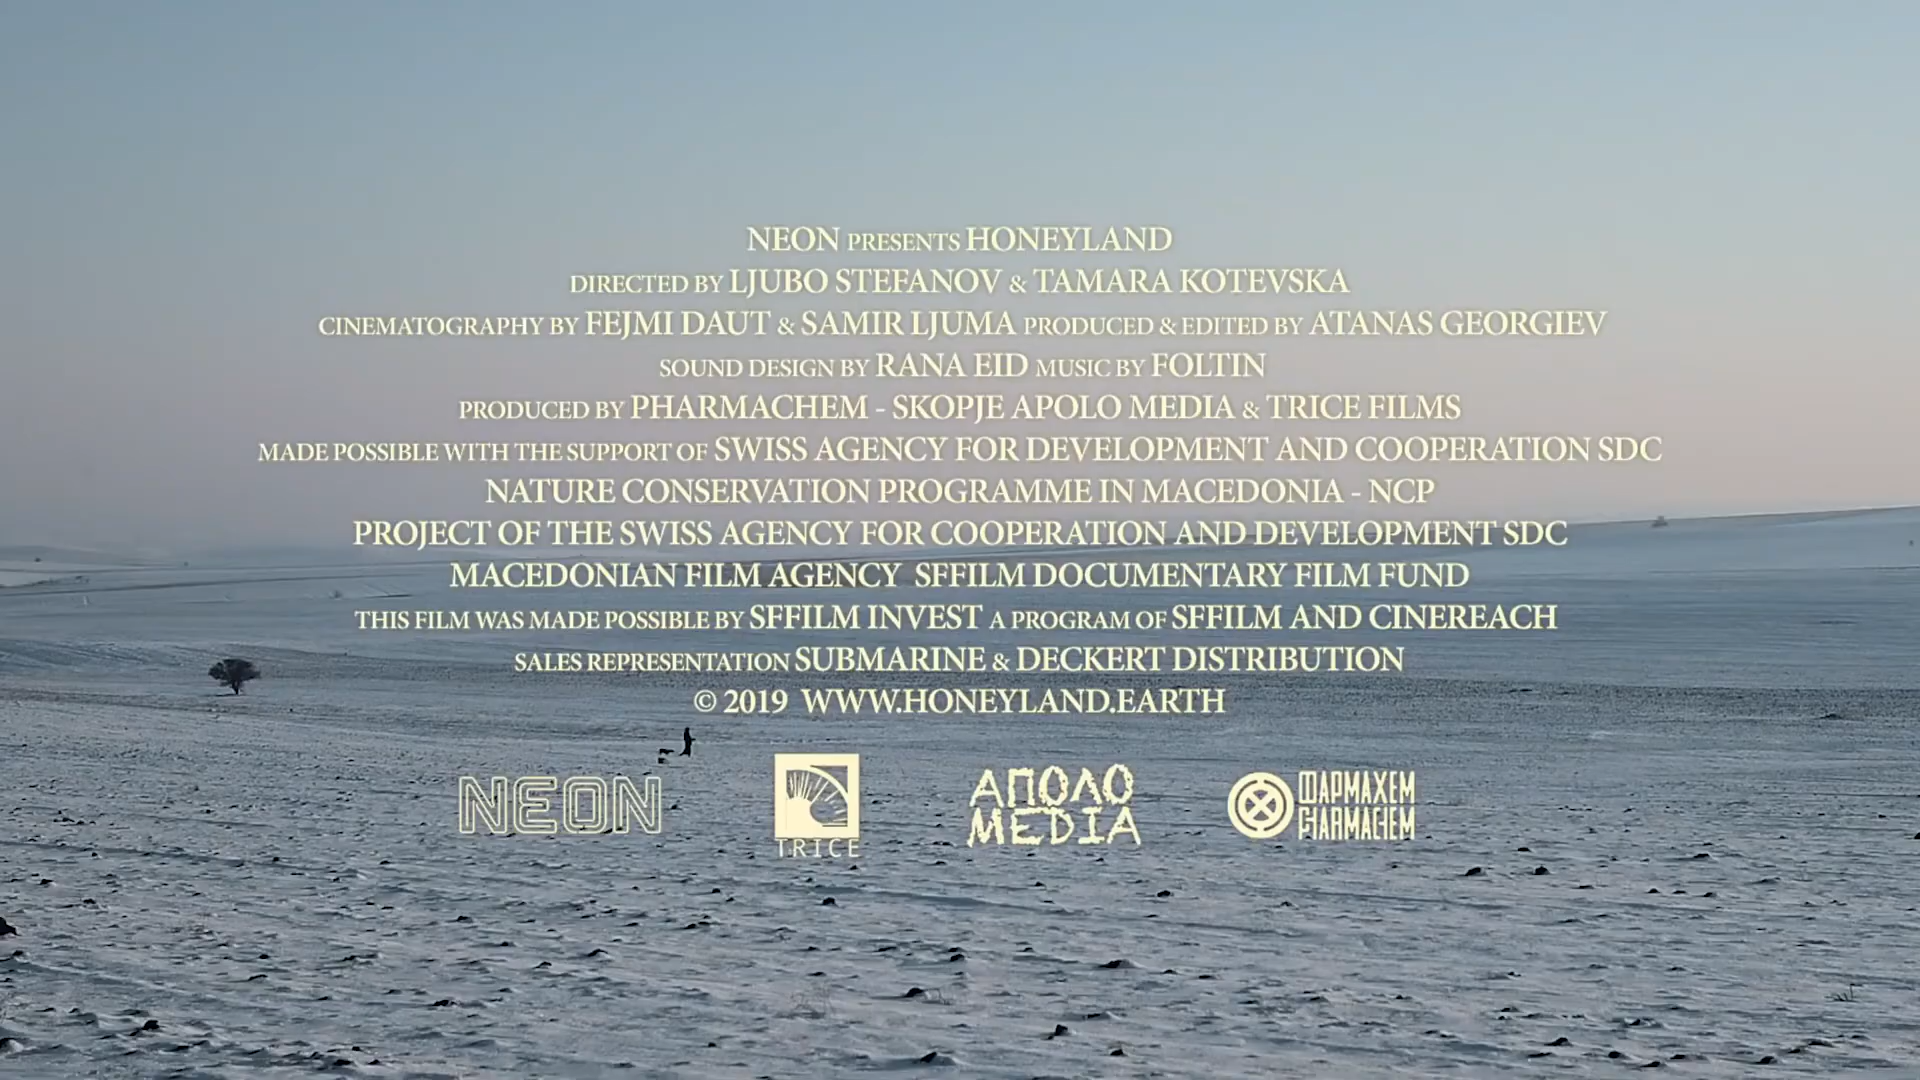 NEON PRESENTS HONEYLAND
DIRECTED BY LJUBO STEFANOV & TAMARA KOTEVSKA
CINEMATOGRAPHY BY FEJMI DAUT & SAMIR LJUMA PRODUCED & EDITED BY ATANAS GEORGIEV
SOUND DESIGN BY RANA EID MUSIC BY FOLTIN
PRODUCED BY PHARMACHEM - SKOPJE APOLO MEDIA & TRICE FILMS
MADE POSSIBLE WITH THE SUPPORT OF SWISS AGENCY FOR DEVELOPMENT AND COOPERATION SDC
NATURE CONSERVATION PROGRAMME IN MACEDONIA - NCP
PROJECT OF THE SWISS AGENCY FOR COOPERATION AND DEVELOPMENT SDC
MACEDONIAN FILM AGENCY SFFILM DOCUMENTARY FILM FUND
THIS FILM WAS MADE POSSIBLE BY SFFILM INVEST A PROGRAM OF SFFILM AND CINEREACH
SALES REPRESENTATION SUBMARINE & DECKERT DISTRIBUTION
© 2019 WWW.HONEYLAND.EARTH
NEON
TRICE
АПОЛО
MEDIA
ФАРМАХЕМ
PHARMACHEM